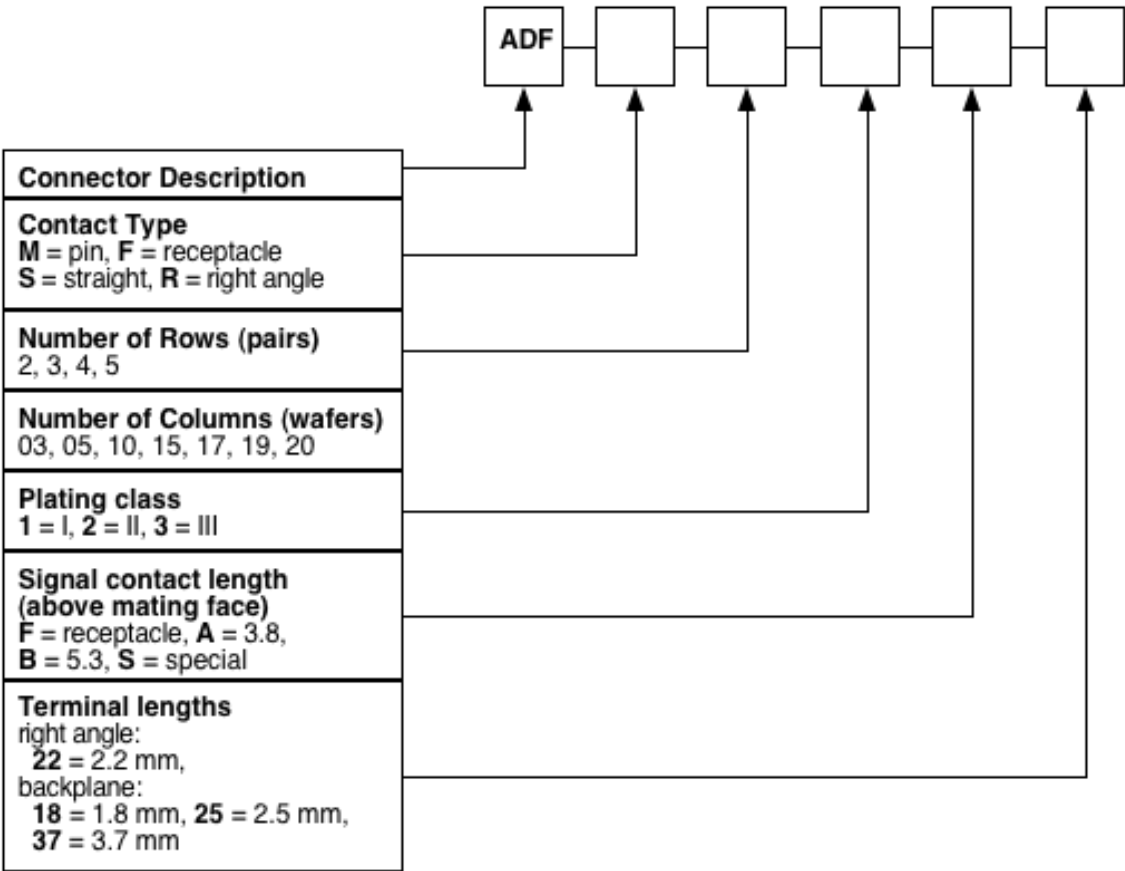 ADF
Connector Description
Contact Type
M = pin, F = receptacle
S = straight, R = right angle
Number of Rows (pairs)
2, 3, 4, 5
Number of Columns (wafers)
03, 05, 10, 15, 17, 19, 20
Plating class
1 = I, 2 = II, 3 = III
Signal contact length
(above mating face)
F = receptacle, A = 3.8,
B = 5.3, S = special
Terminal lengths
right angle:
22 = 2.2 mm,
backplane:
18 = 1.8 mm, 25 = 2.5 mm,
37 = 3.7 mm